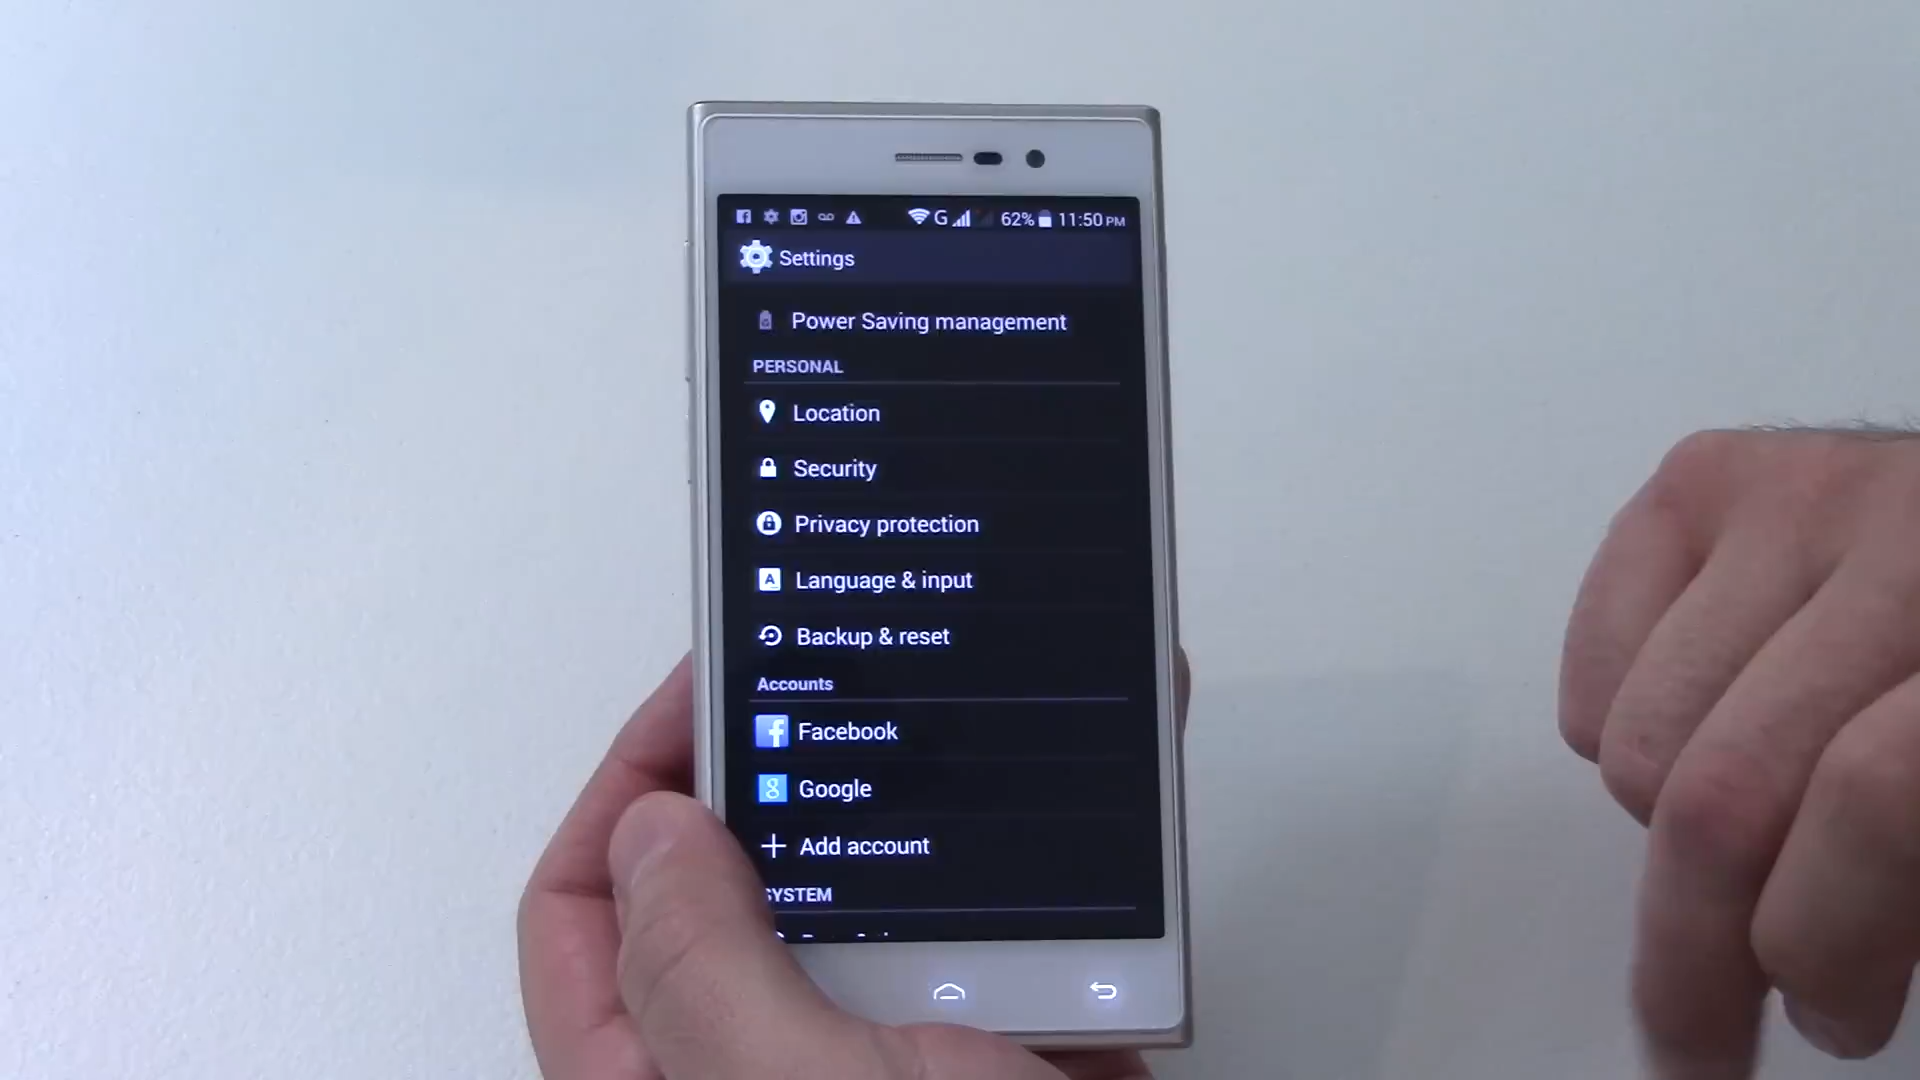 G 62% 11:50 PM
Settings
Power Saving management
PERSONAL
Location
Security
Privacy protection
A Language & input
Backup & reset
Accounts
f Facebook
g Google
+ Add account
SYSTEM